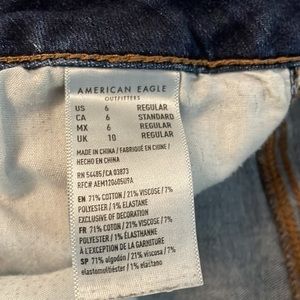 AMERICAN EAGLE
OUTFITTERS
US 6 REGULAR
CA 6 STANDARD
MX 6 REGULAR
UK 10 REGULAR
MADE IN CHINA / FABRIQUÉ EN CHINE /
HECHO EN CHINA
RN 54485/CA 03873
RFC# AEM120605U9A
EN 71% COTTON / 21% VISCOSE / 7%
POLYESTER / 1% ELASTANE
EXCLUSIVE OF DECORATION
FR 71% COTON / 21% VISCOSE / 7%
POLYESTER / 1% ÉLASTHANNE
À L'EXCEPTION DE LA GARNITURE
SP 71% algodón / 21% viscosa / 7%
elastomultiéster / 1% elastano